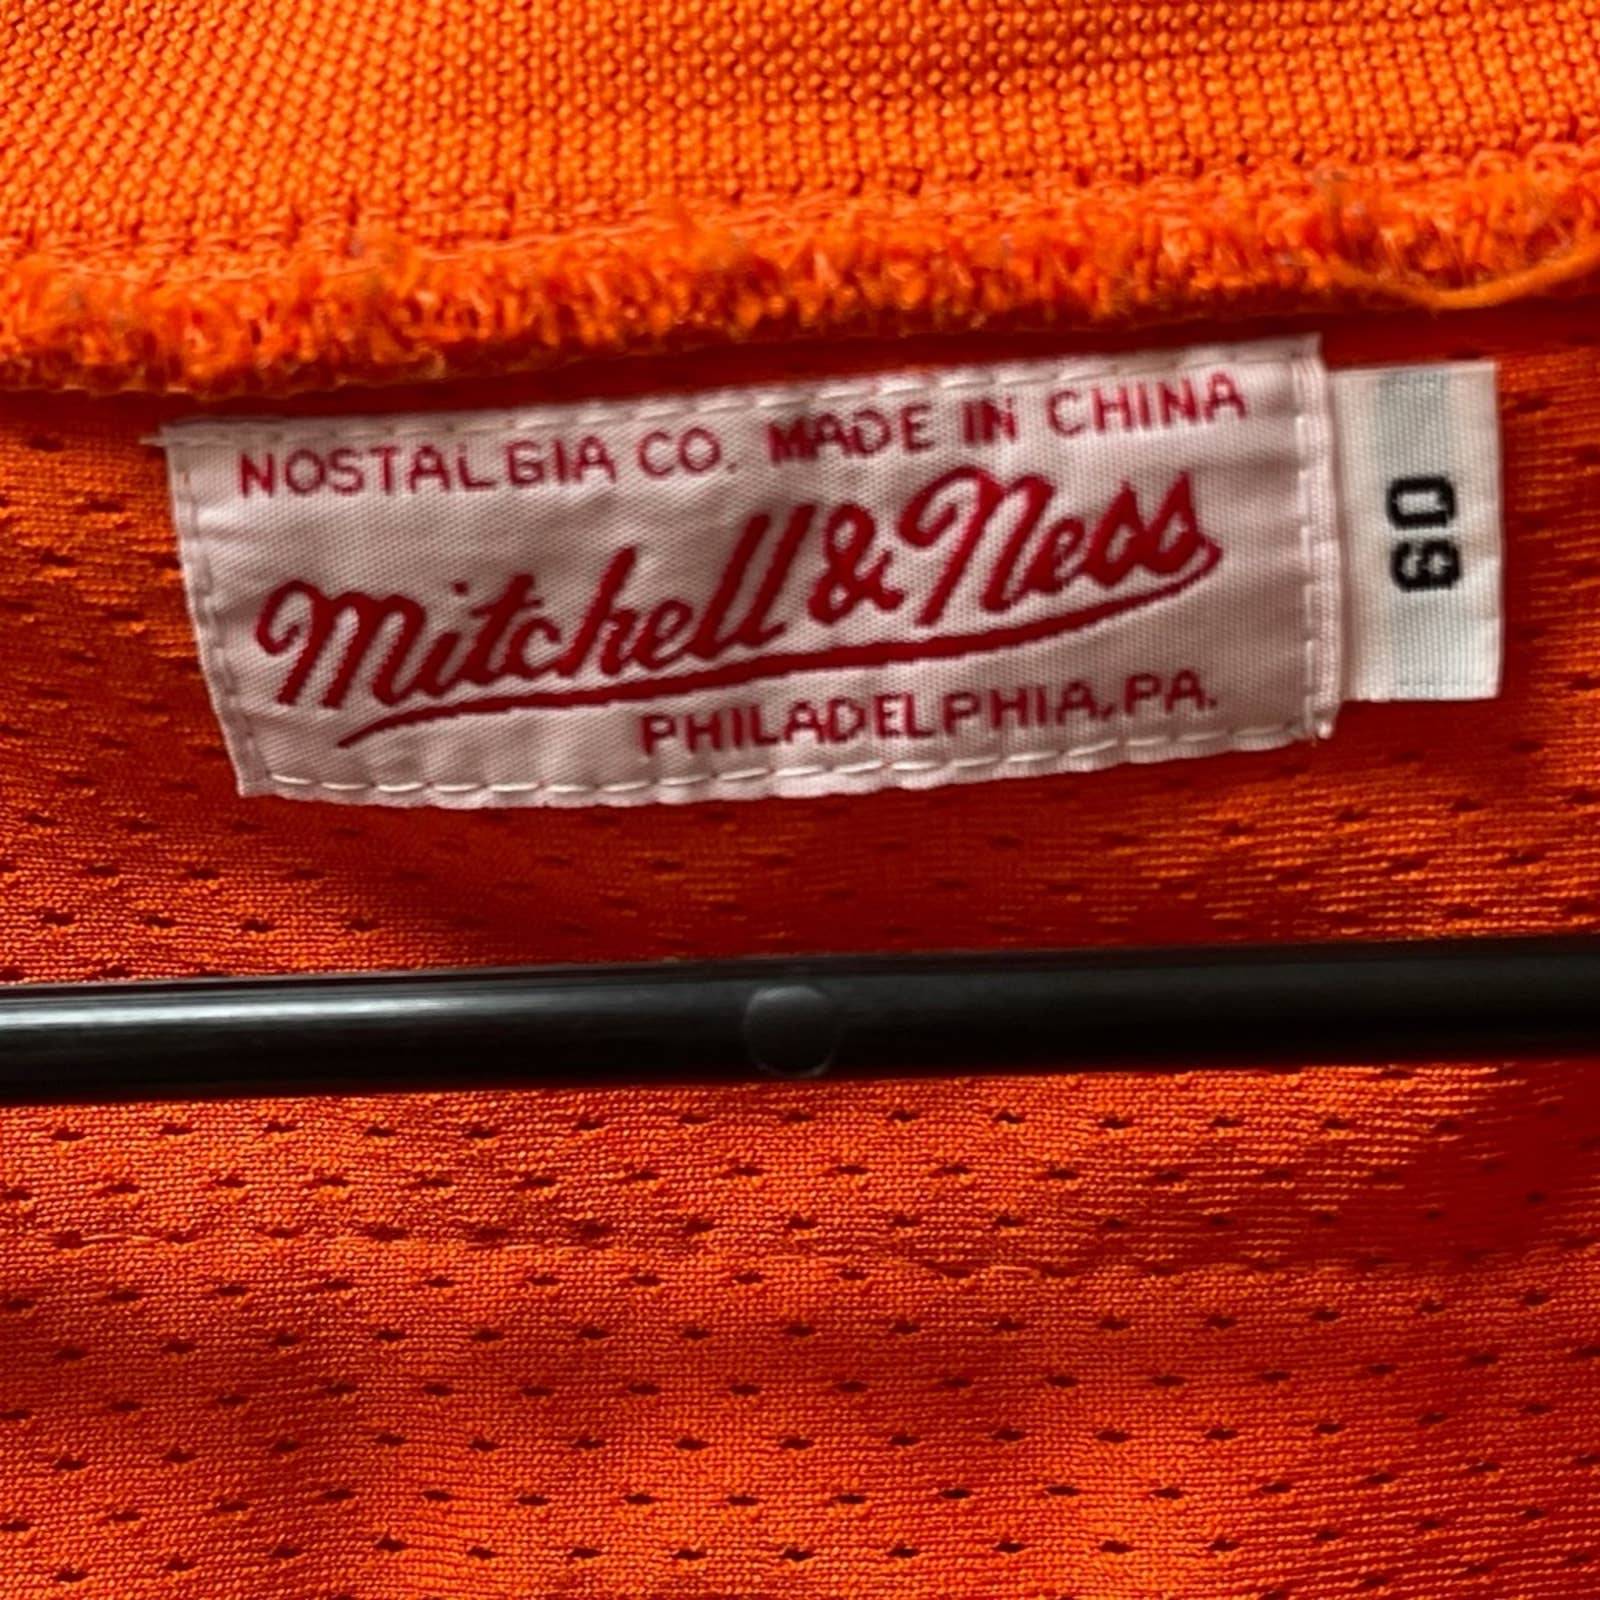 NOSTALGIA CO. MADE IN CHINA
Mitchell & Ness
PHILADELPHIA, PA.
60